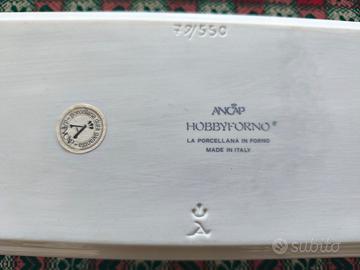 79/550
ANCAP
HOBBYFORNO®
LA PORCELLANA IN FORNO
MADE IN ITALY
A
A
subito